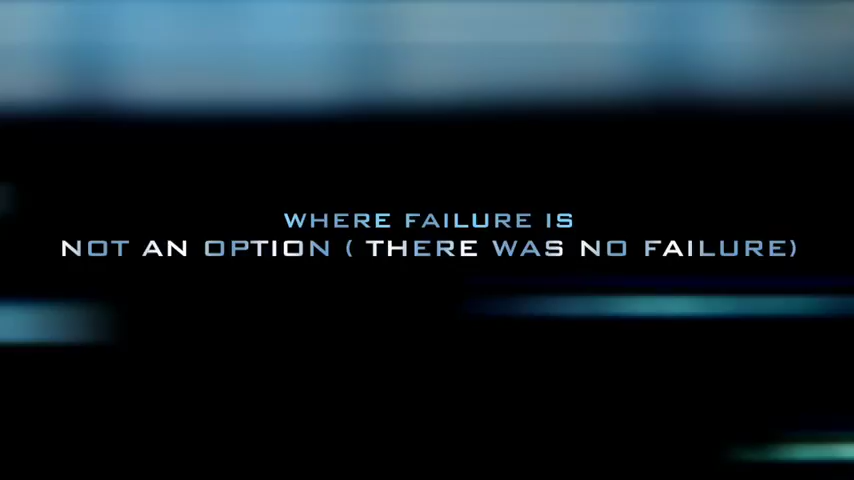 WHERE FAILURE IS
NOT AN OPTION ( THERE WAS NO FAILURE)